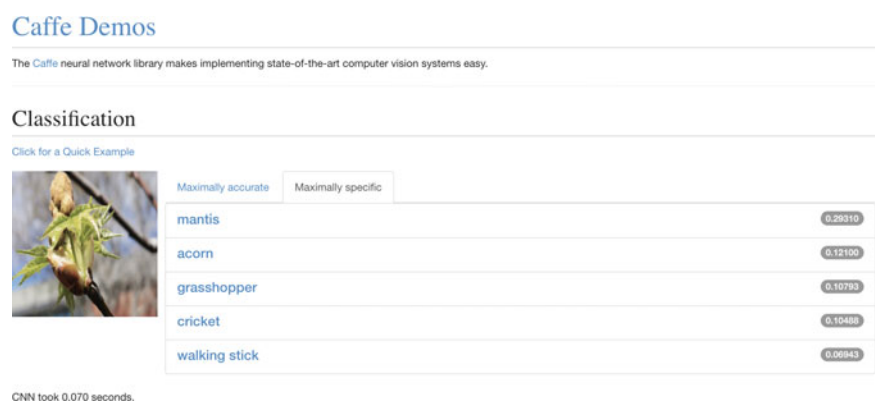 Caffe Demos
The Caffe neural network library makes implementing state-of-the-art computer vision systems easy.
Classification
Click for a Quick Example
Maximally accurate Maximally specific
mantis 0.29310
acorn 0.12100
grasshopper 0.10793
cricket 0.10488
walking stick 0.06943
CNN took 0.070 seconds.